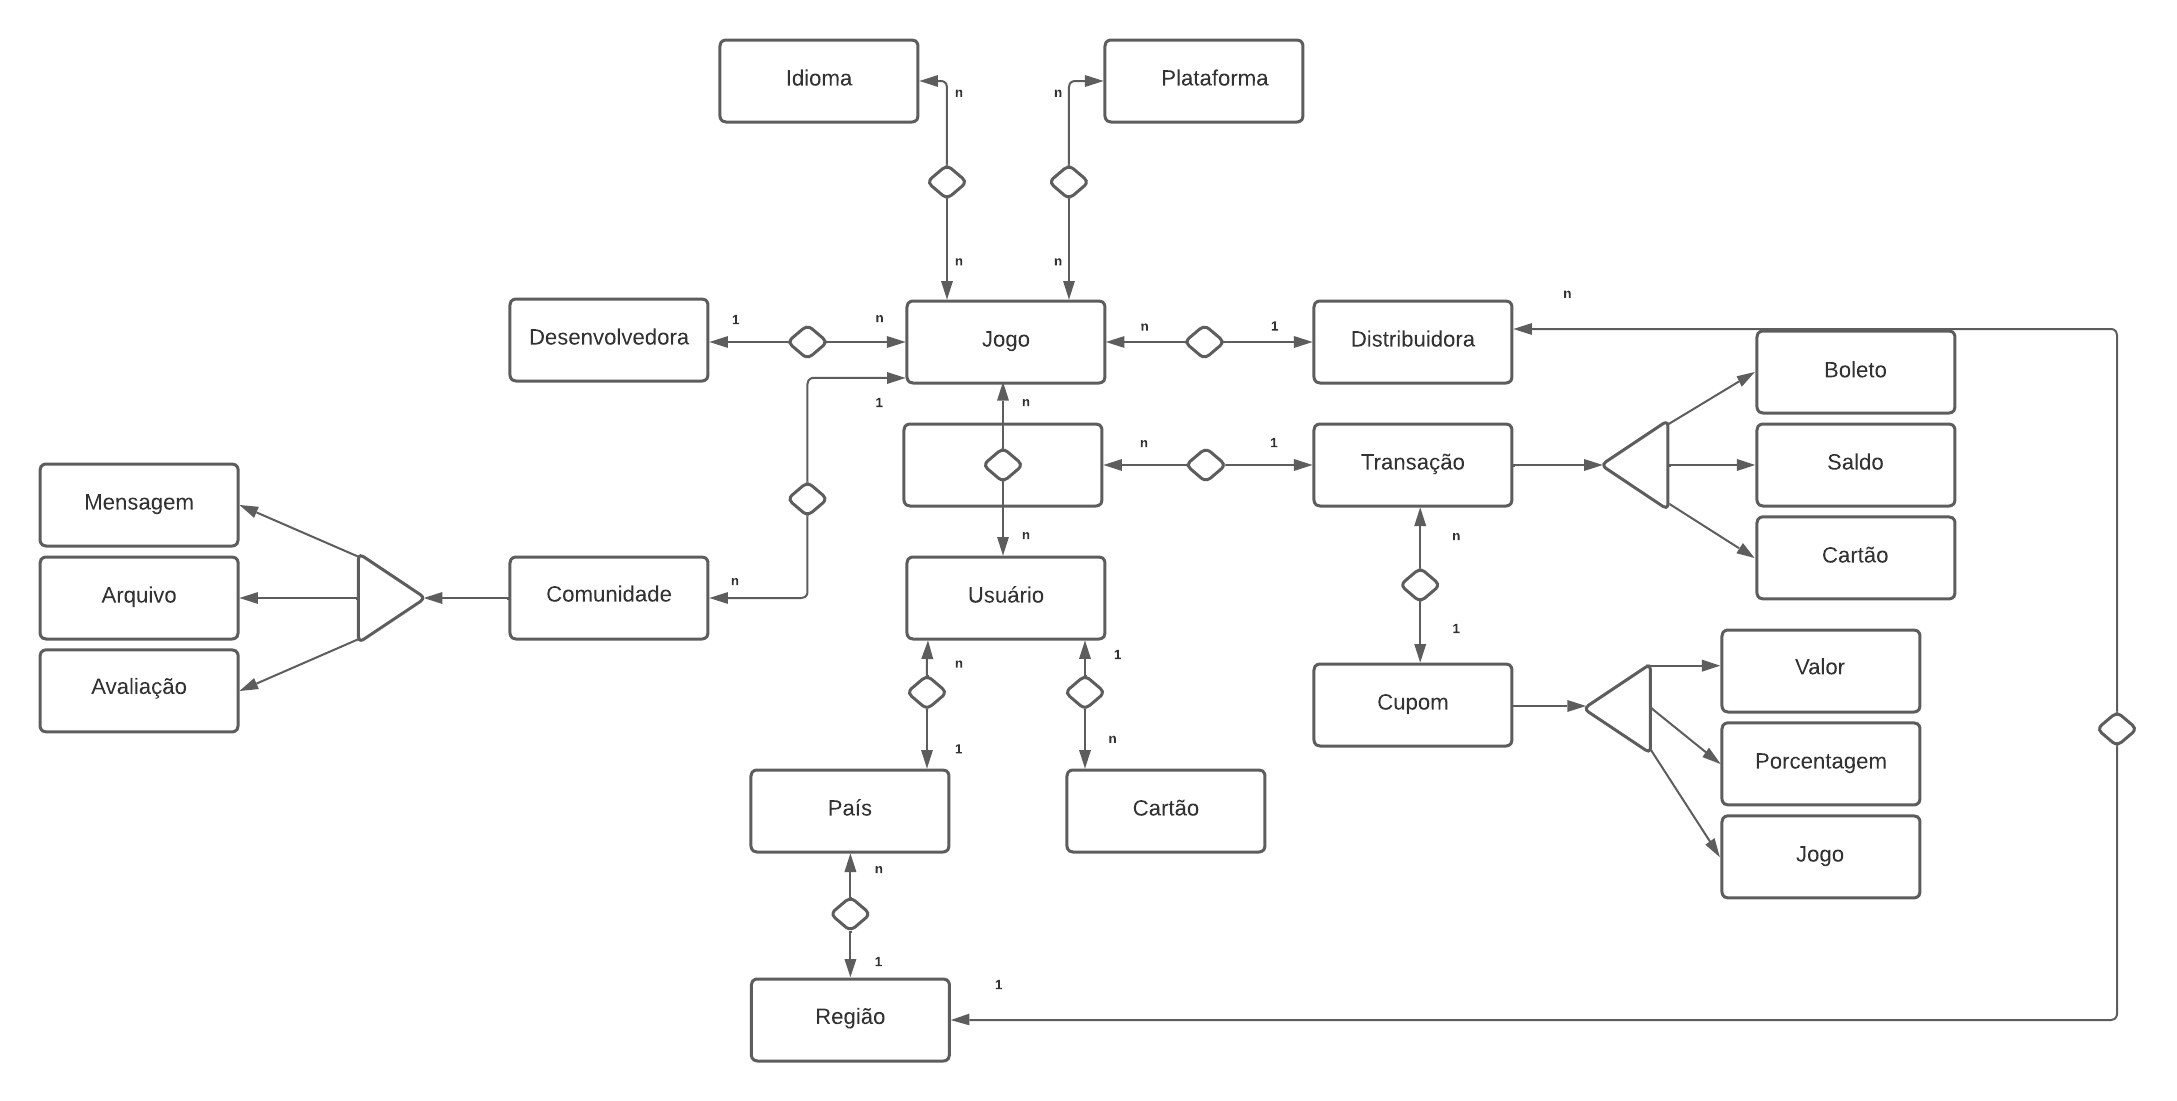 Idioma
Plataforma
n
n
n
n
n
Desenvolvedora
1
n
Jogo
n
1
Distribuidora
Boleto
1
n
n
1
Transação
Saldo
Mensagem
n
n
Cartão
Arquivo
Comunidade
n
Usuário
Avaliação
1
n
1
Valor
Cupom
n
1
Porcentagem
País
Cartão
Jogo
n
1
1
Região